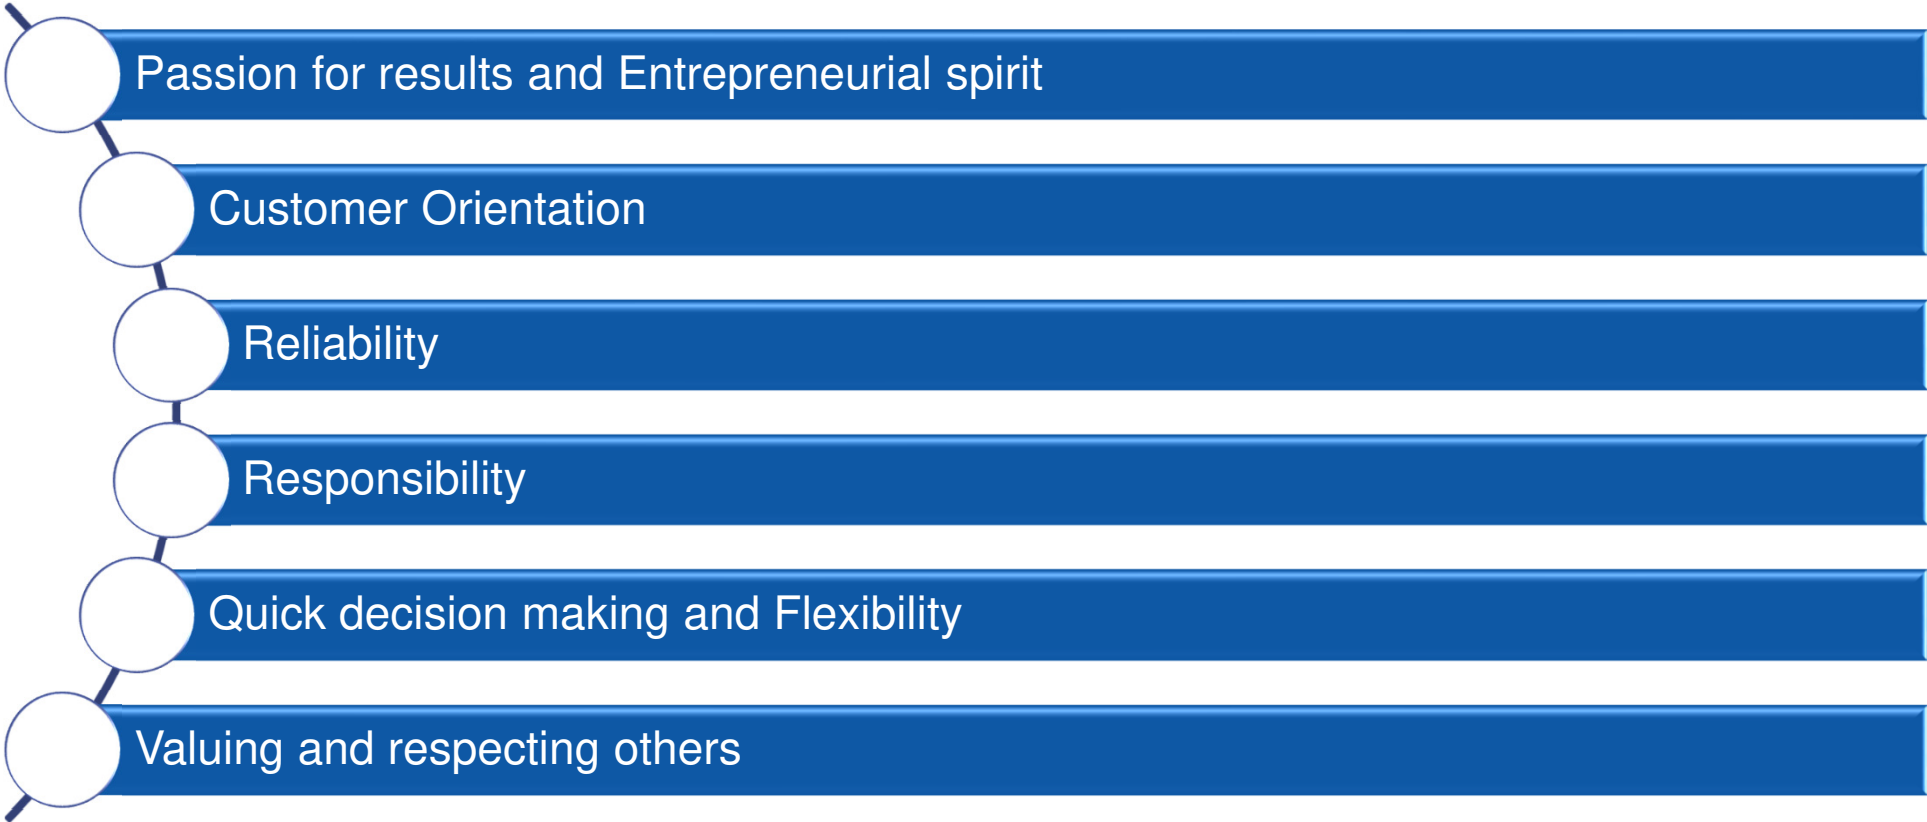 Passion for results and Entrepreneurial spirit
Customer Orientation
Reliability
Responsibility
Quick decision making and Flexibility
Valuing and respecting others